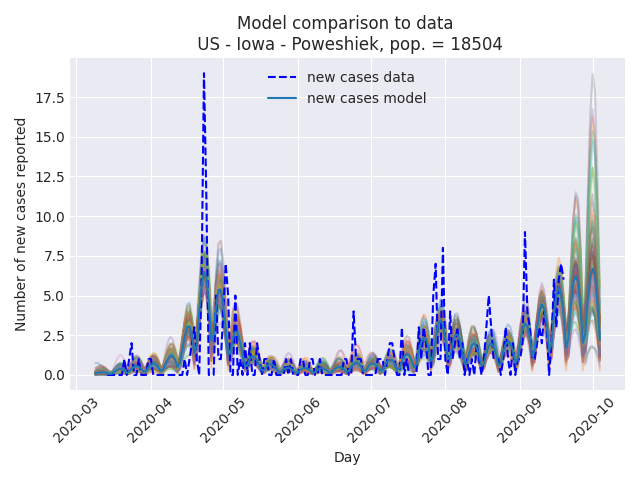 Model comparison to data
US - Iowa - Poweshiek, pop. = 18504
new cases data
new cases model
Number of new cases reported
17.5
15.0
12.5
10.0
7.5
5.0
2.5
0.0
2020-03
2020-04
2020-05
2020-06
2020-07
2020-08
2020-09
2020-10
Day